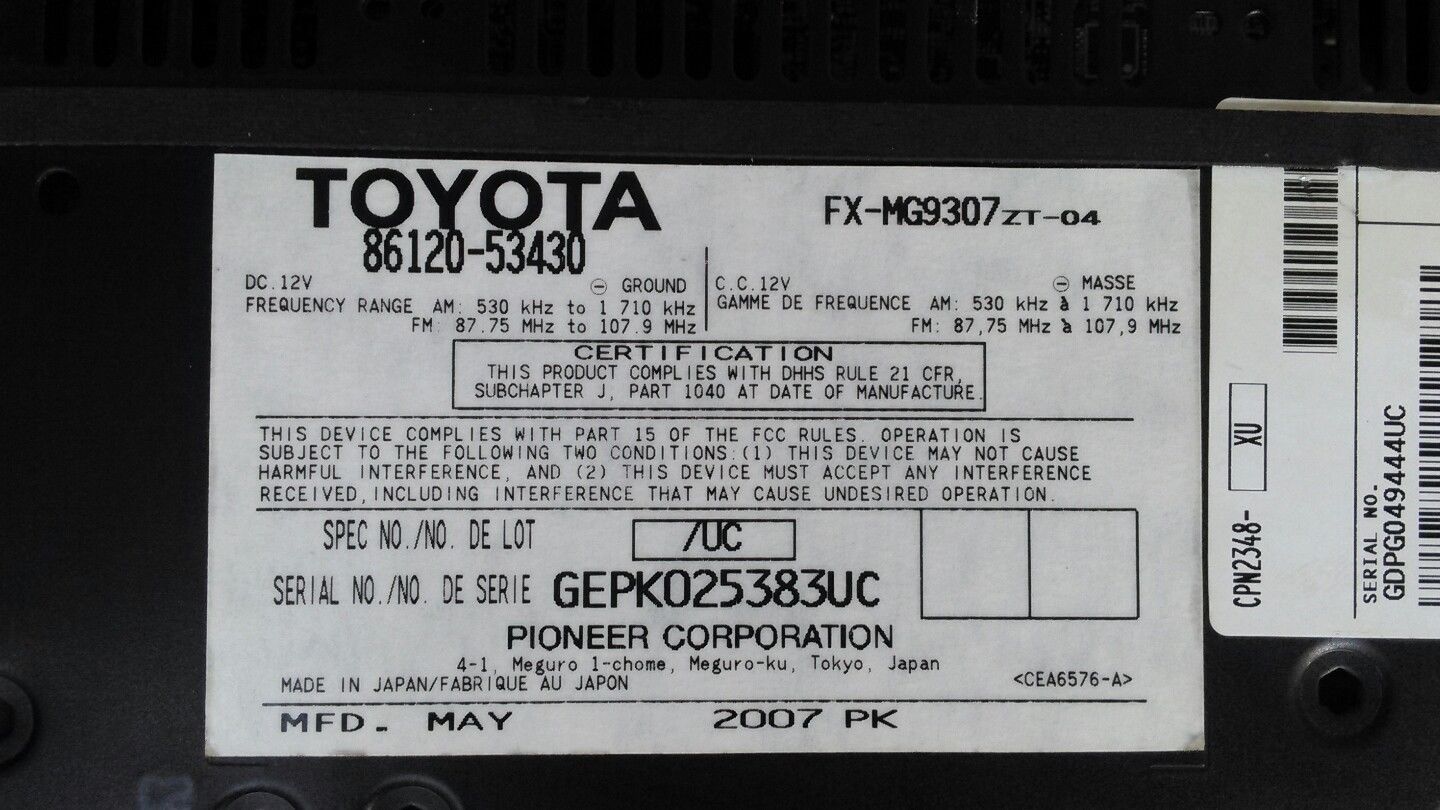 TOYOTA
86120-53430
FX-MG9307ZT-04
DC.12V ⊖ GROUND
FREQUENCY RANGE AM: 530 kHz to 1 710 kHz
FM: 87.75 MHz to 107.9 MHz
C.C.12V ⊖ MASSE
GAMME DE FREQUENCE AM: 530 kHz à 1 710 kHz
FM: 87,75 MHz à 107,9 MHz
CERTIFICATION
THIS PRODUCT COMPLIES WITH DHHS RULE 21 CFR,
SUBCHAPTER J, PART 1040 AT DATE OF MANUFACTURE.
THIS DEVICE COMPLIES WITH PART 15 OF THE FCC RULES. OPERATION IS
SUBJECT TO THE FOLLOWING TWO CONDITIONS:(1) THIS DEVICE MAY NOT CAUSE
HARMFUL INTERFERENCE, AND (2) THIS DEVICE MUST ACCEPT ANY INTERFERENCE
RECEIVED,INCLUDING INTERFERENCE THAT MAY CAUSE UNDESIRED OPERATION.
SPEC NO./NO. DE LOT /UC
SERIAL NO./NO. DE SERIE GEPK025383UC
PIONEER CORPORATION
4-1, Meguro 1-chome, Meguro-ku, Tokyo, Japan
MADE IN JAPAN/FABRIQUE AU JAPON <CEA6576-A>
MFD. MAY 2007 PK
CPN2348- XU
SERIAL NO.
GDPG049444UC